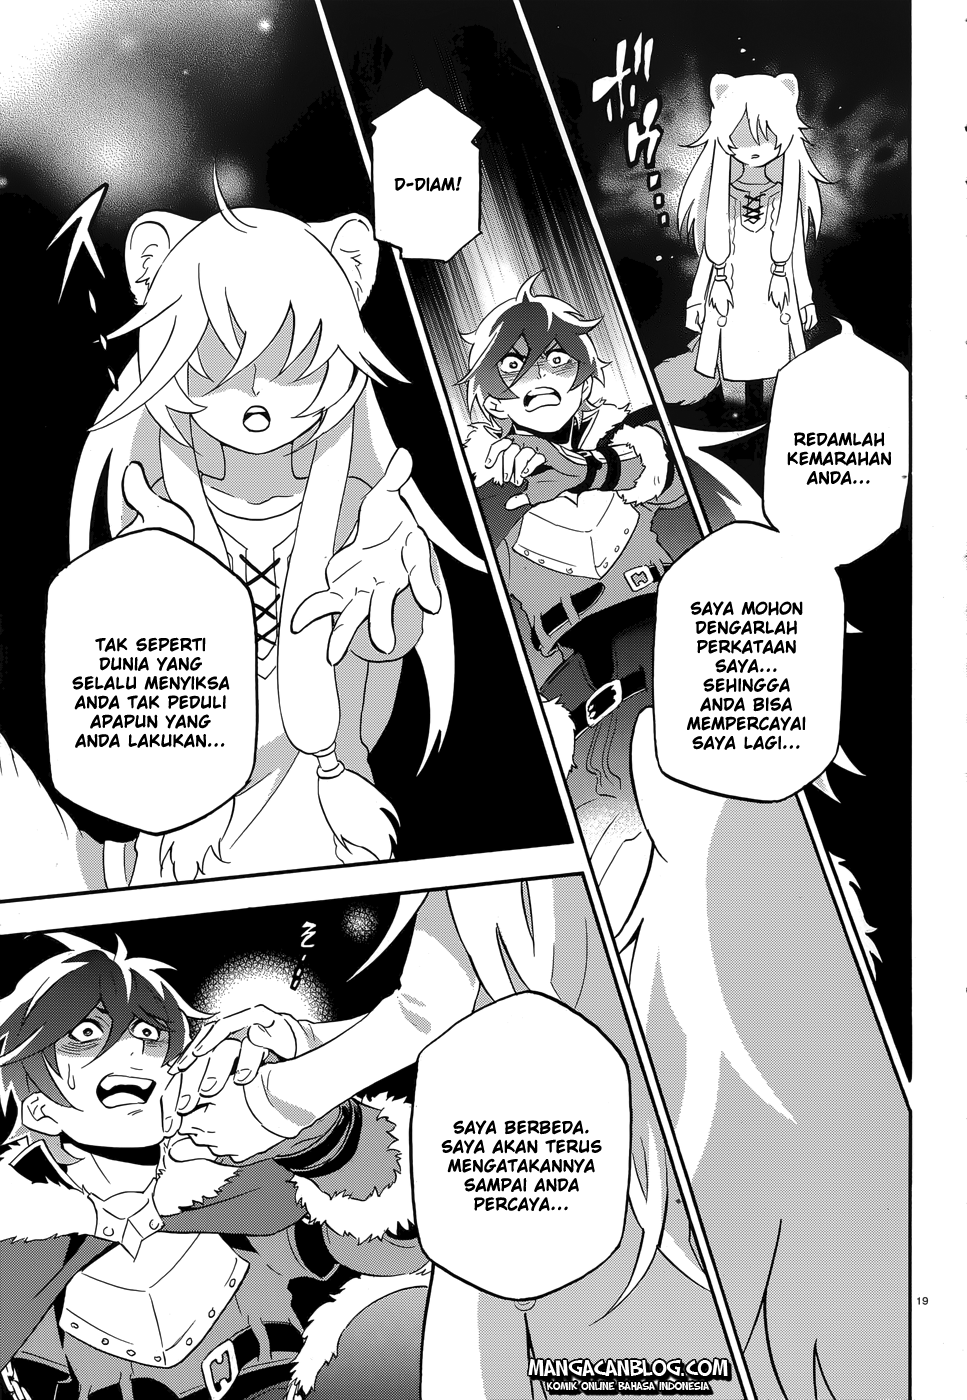 ボウ...
REDAMLAH
KEMARAHAN
ANDA...
SAYA MOHON
DENGARLAH
PERKATAAN
SAYA...
SEHINGGA
ANDA BISA
MEMPERCAYAI
SAYA LAGI...
D-DIAM!
TAK SEPERTI
DUNIA YANG
SELALU MENYIKSA
ANDA TAK PEDULI
APAPUN YANG
ANDA LAKUKAN...
SAYA BERBEDA.
SAYA AKAN TERUS
MENGATAKANNYA
SAMPAI ANDA
PERCAYA...
19
MANGACANBLOG.COM
KOMIK ONLINE BAHASA INDONESIA